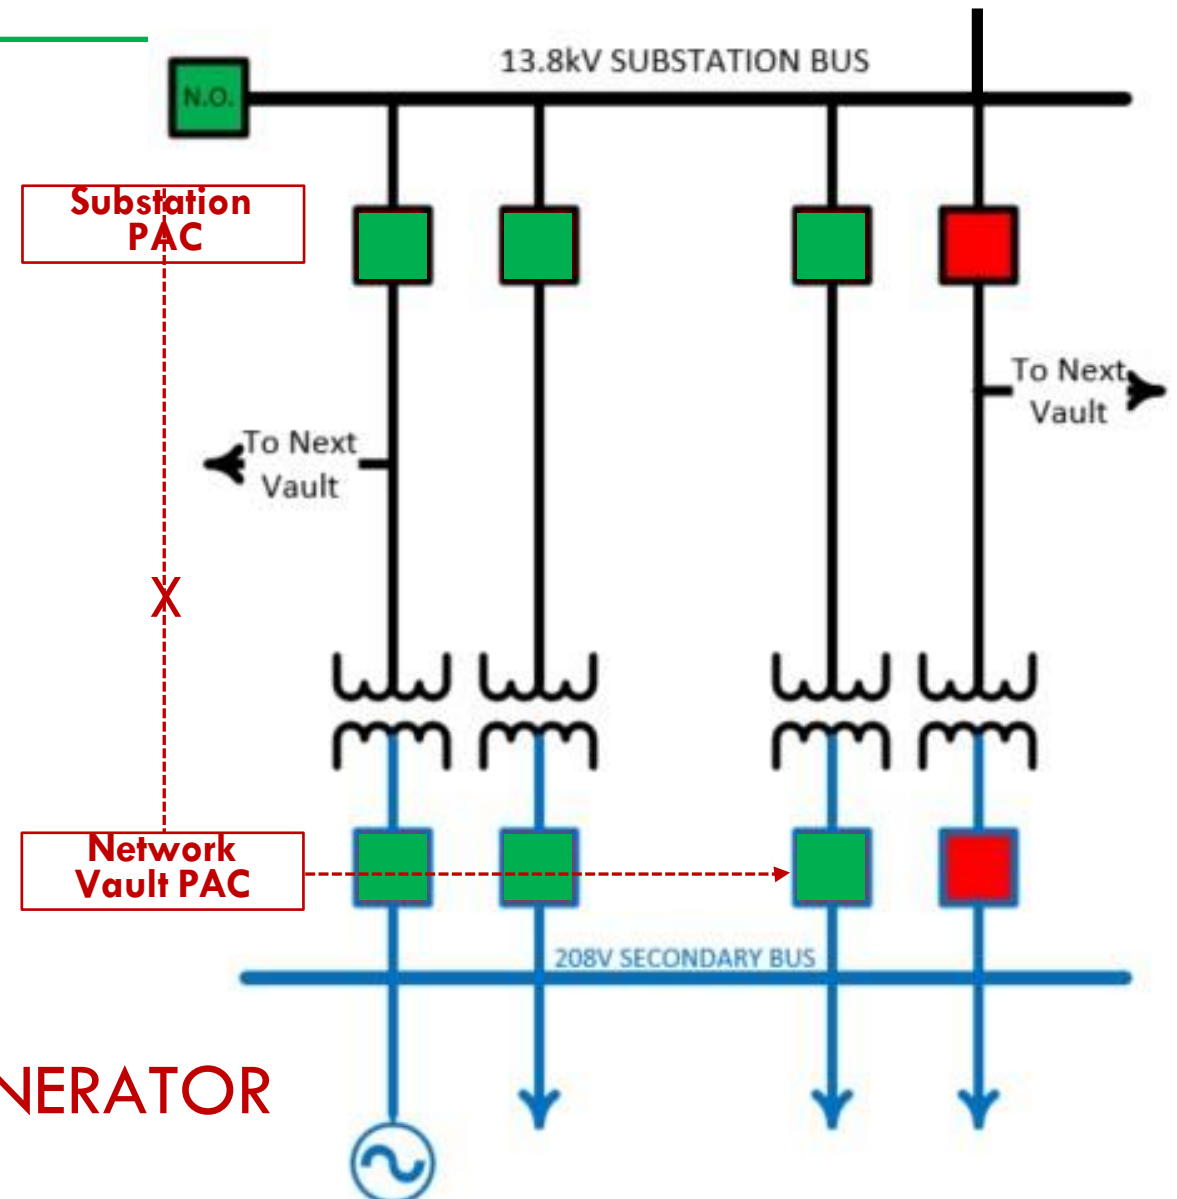 13.8kV SUBSTATION BUS
N.O.
Substation
PAC
To Next
Vault
To Next
Vault
X
Network
Vault PAC
208V SECONDARY BUS
NERATOR